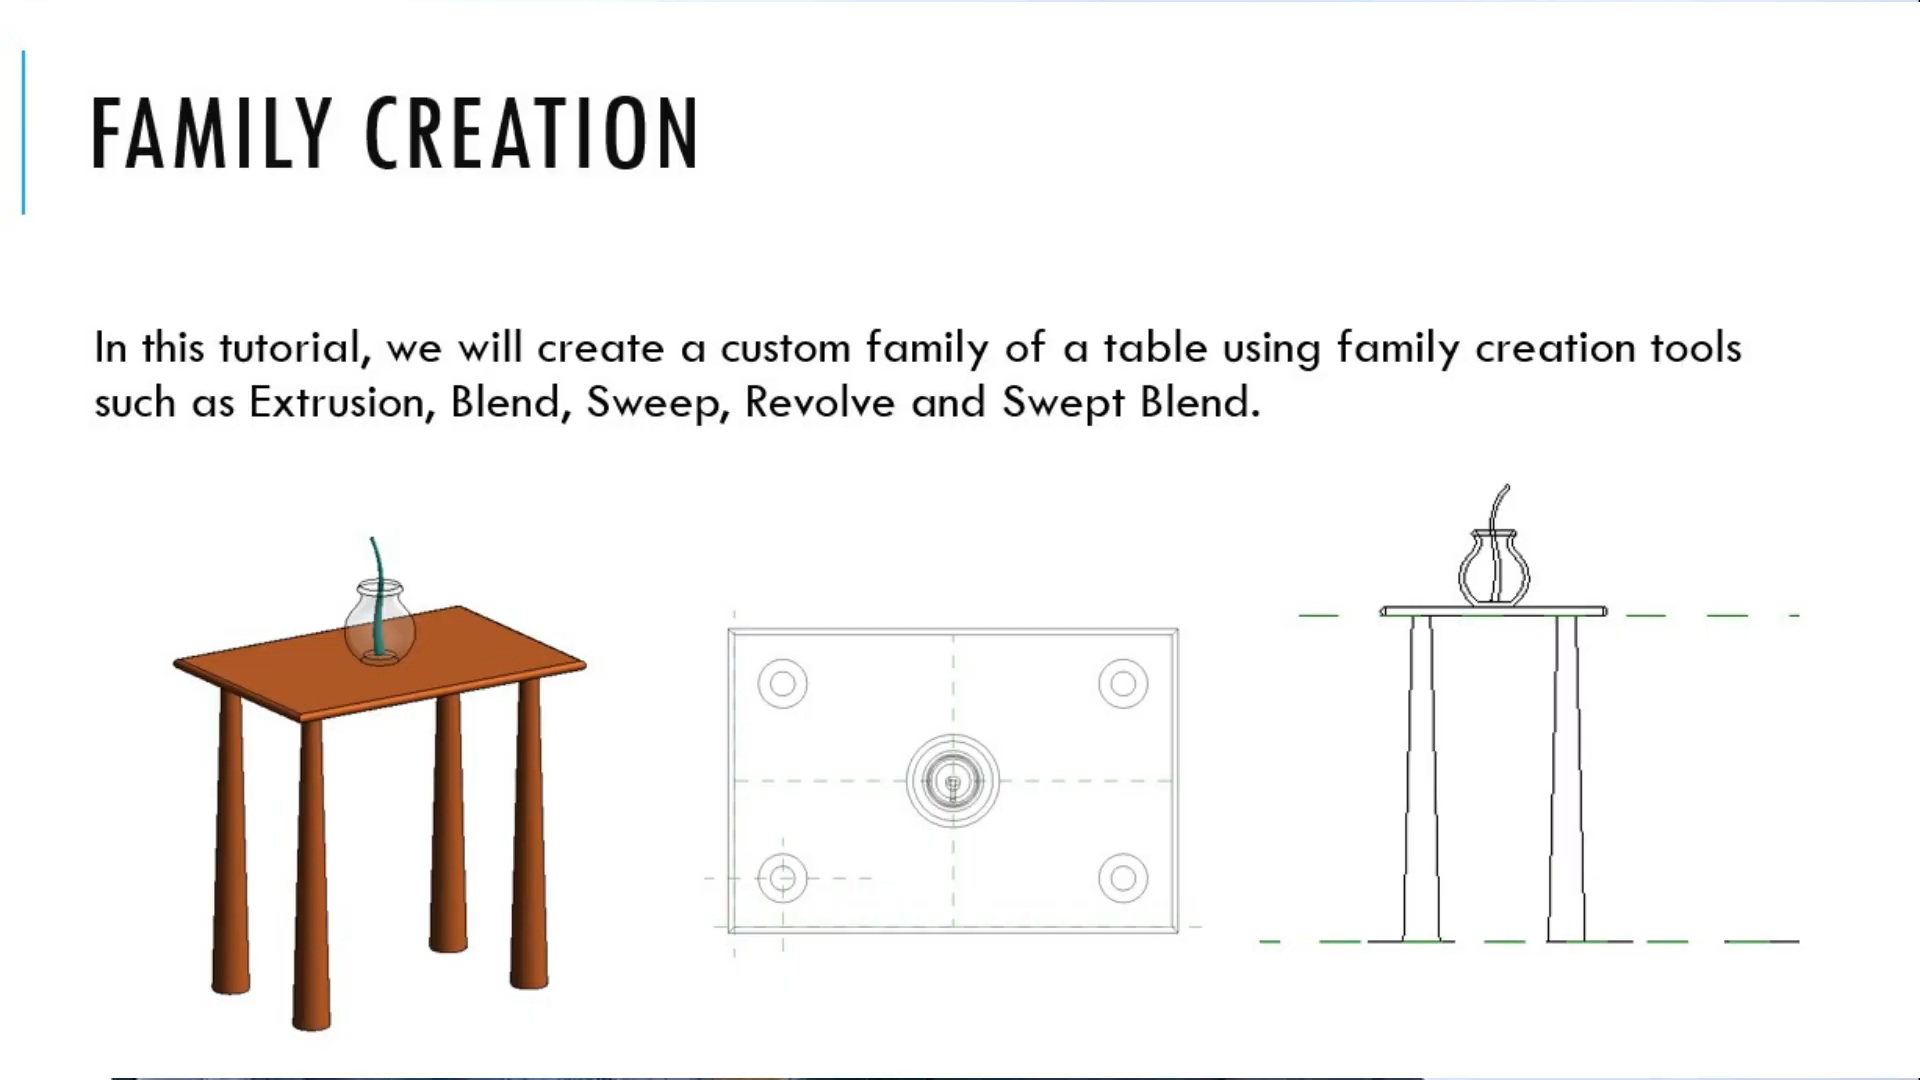 FAMILY CREATION
In this tutorial, we will create a custom family of a table using family creation tools
such as Extrusion, Blend, Sweep, Revolve and Swept Blend.